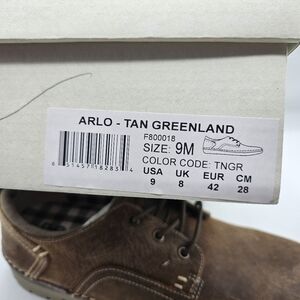 ARLO - TAN GREENLAND
F800018
SIZE: 9M
COLOR CODE: TNGR
USA UK EUR CM
9 8 42 28